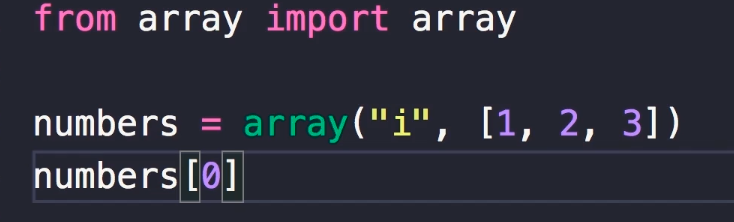 from array import array
numbers = array("i", [1, 2, 3])
numbers[0]